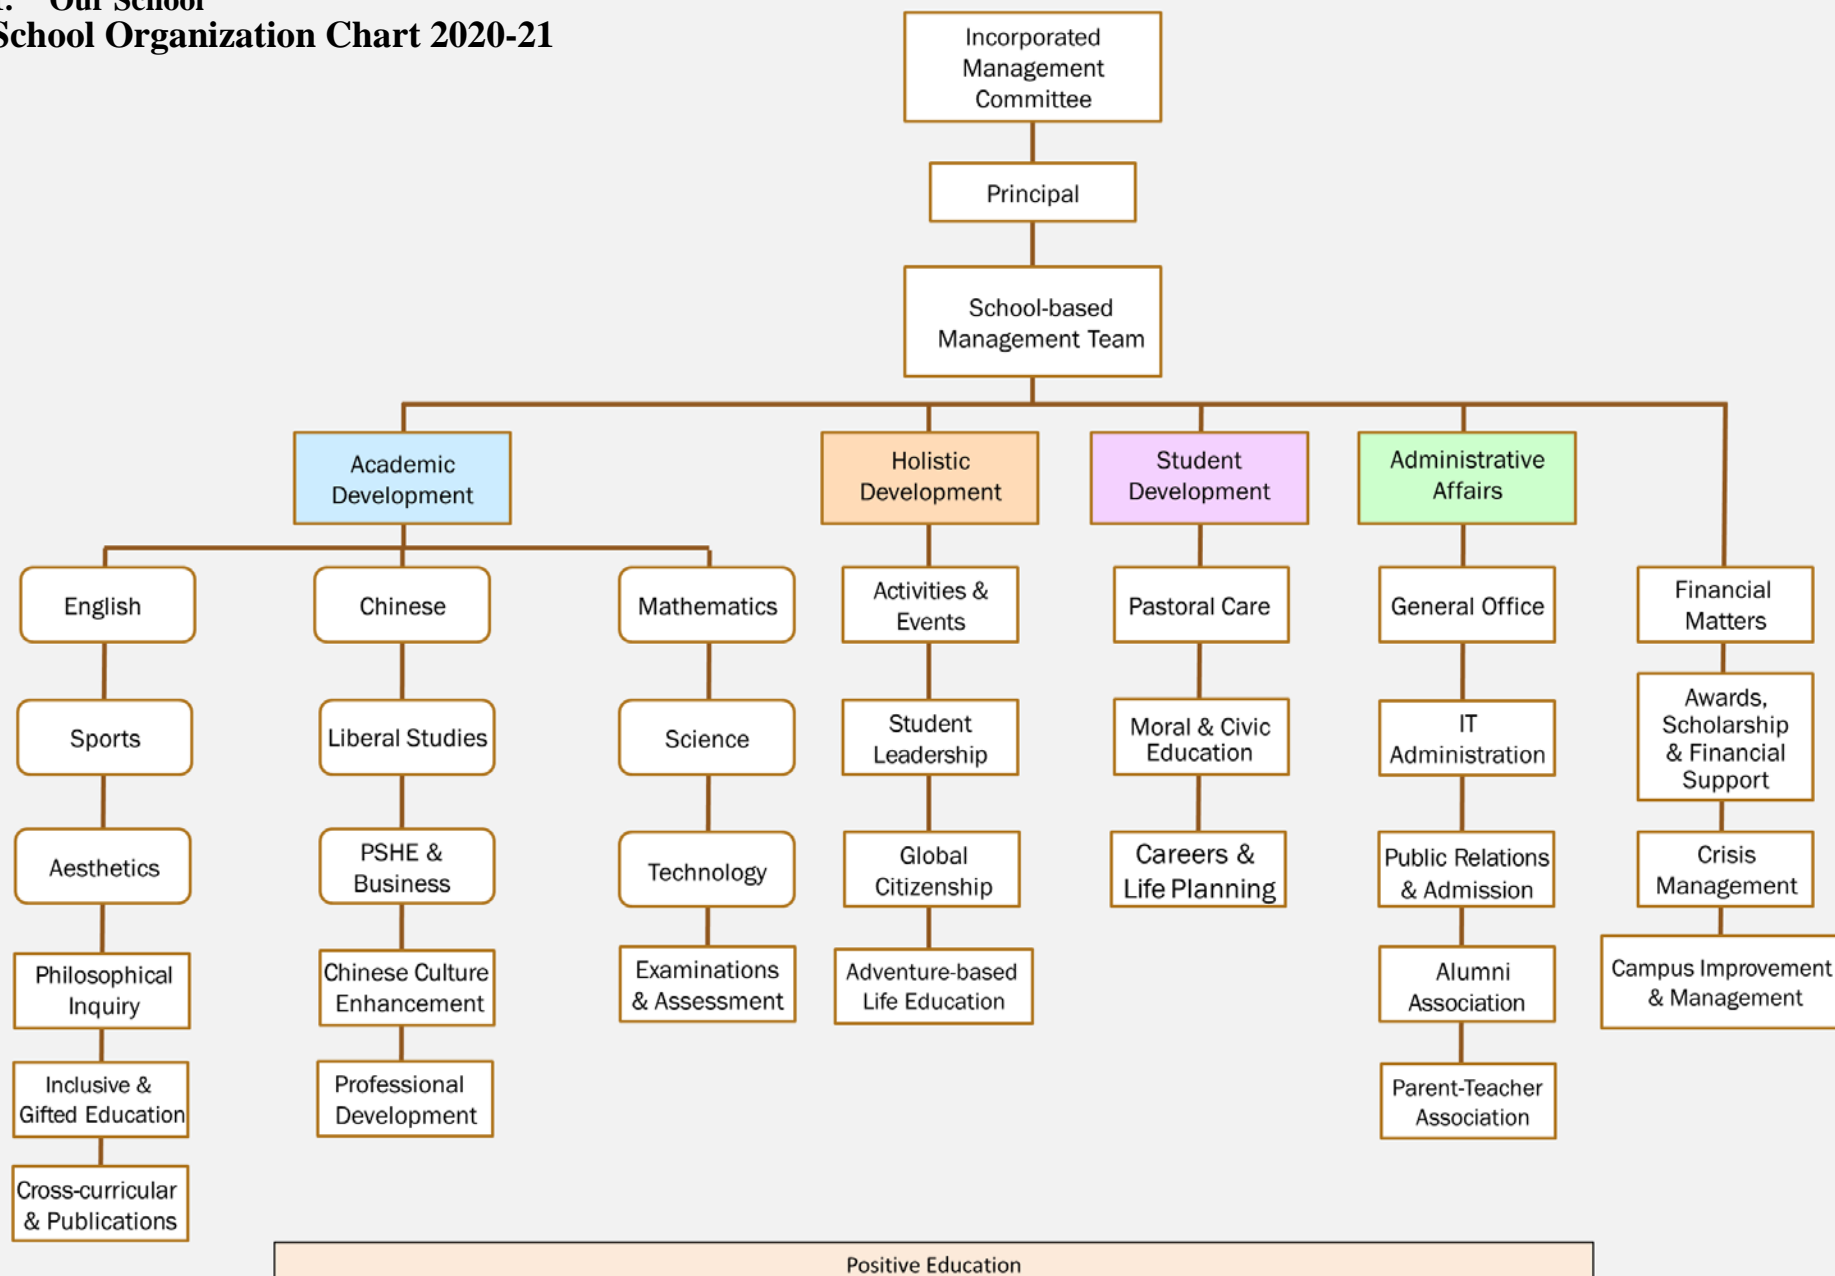 1. Our School
School Organization Chart 2020-21
Incorporated
Management
Committee
Principal
School-based
Management Team
Academic
Development
Holistic
Development
Student
Development
Administrative
Affairs
English
Chinese
Mathematics
Activities &
Events
Pastoral Care
General Office
Financial
Matters
Sports
Liberal Studies
Science
Student
Leadership
Moral & Civic
Education
IT
Administration
Awards,
Scholarship
& Financial
Support
Aesthetics
PSHE &
Business
Technology
Global
Citizenship
Careers &
Life Planning
Public Relations
& Admission
Crisis
Management
Philosophical
Inquiry
Chinese Culture
Enhancement
Examinations
& Assessment
Adventure-based
Life Education
Alumni
Association
Campus Improvement
& Management
Inclusive &
Gifted Education
Professional
Development
Parent-Teacher
Association
Cross-curricular
& Publications
Positive Education